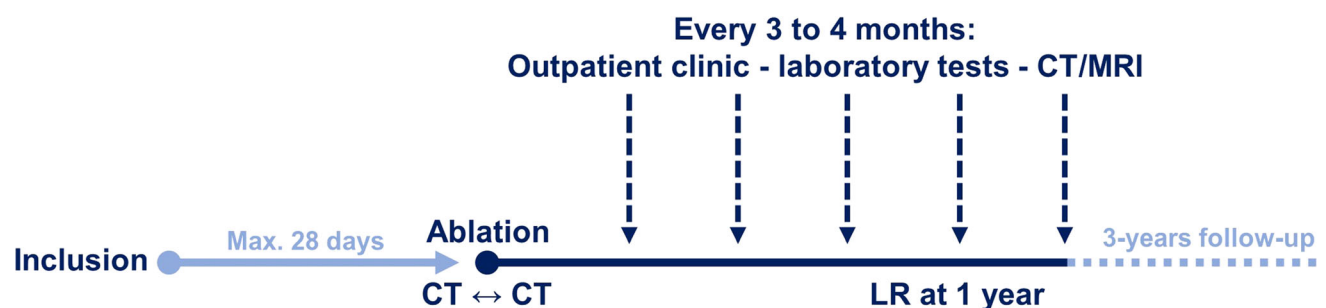 Every 3 to 4 months:
Outpatient clinic - laboratory tests - CT/MRI
Inclusion
Max. 28 days
Ablation
3-years follow-up
CT ↔ CT
LR at 1 year